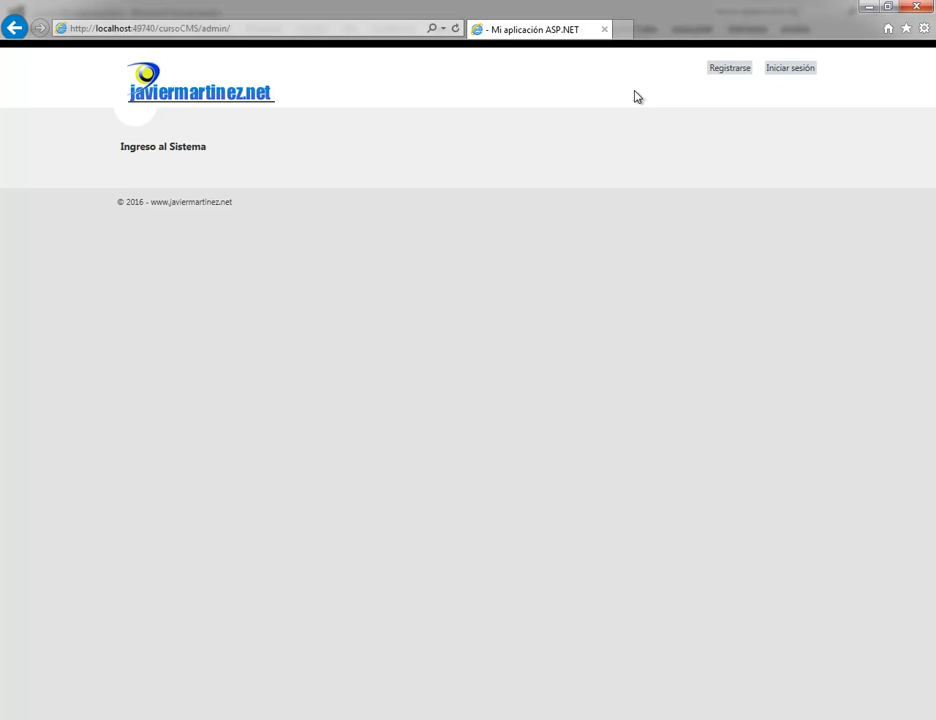 http://localhost:49740/cursoCMS/admin/
- Mi aplicación ASP.NET
javiermartinez.net
Registrarse
Iniciar sesión
Ingreso al Sistema
© 2016 - www.javiermartinez.net